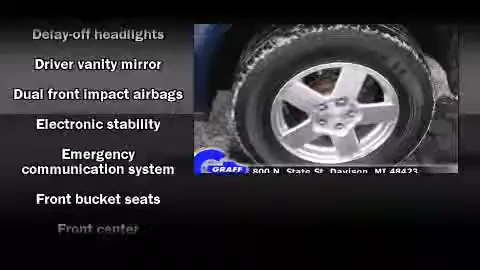 Delay-off headlights
Driver vanity mirror
Dual front impact airbags
Electronic stability
Emergency
communication system
Front bucket seats
Front center
GRAFF
800 N. State St. Davison, MI 48423